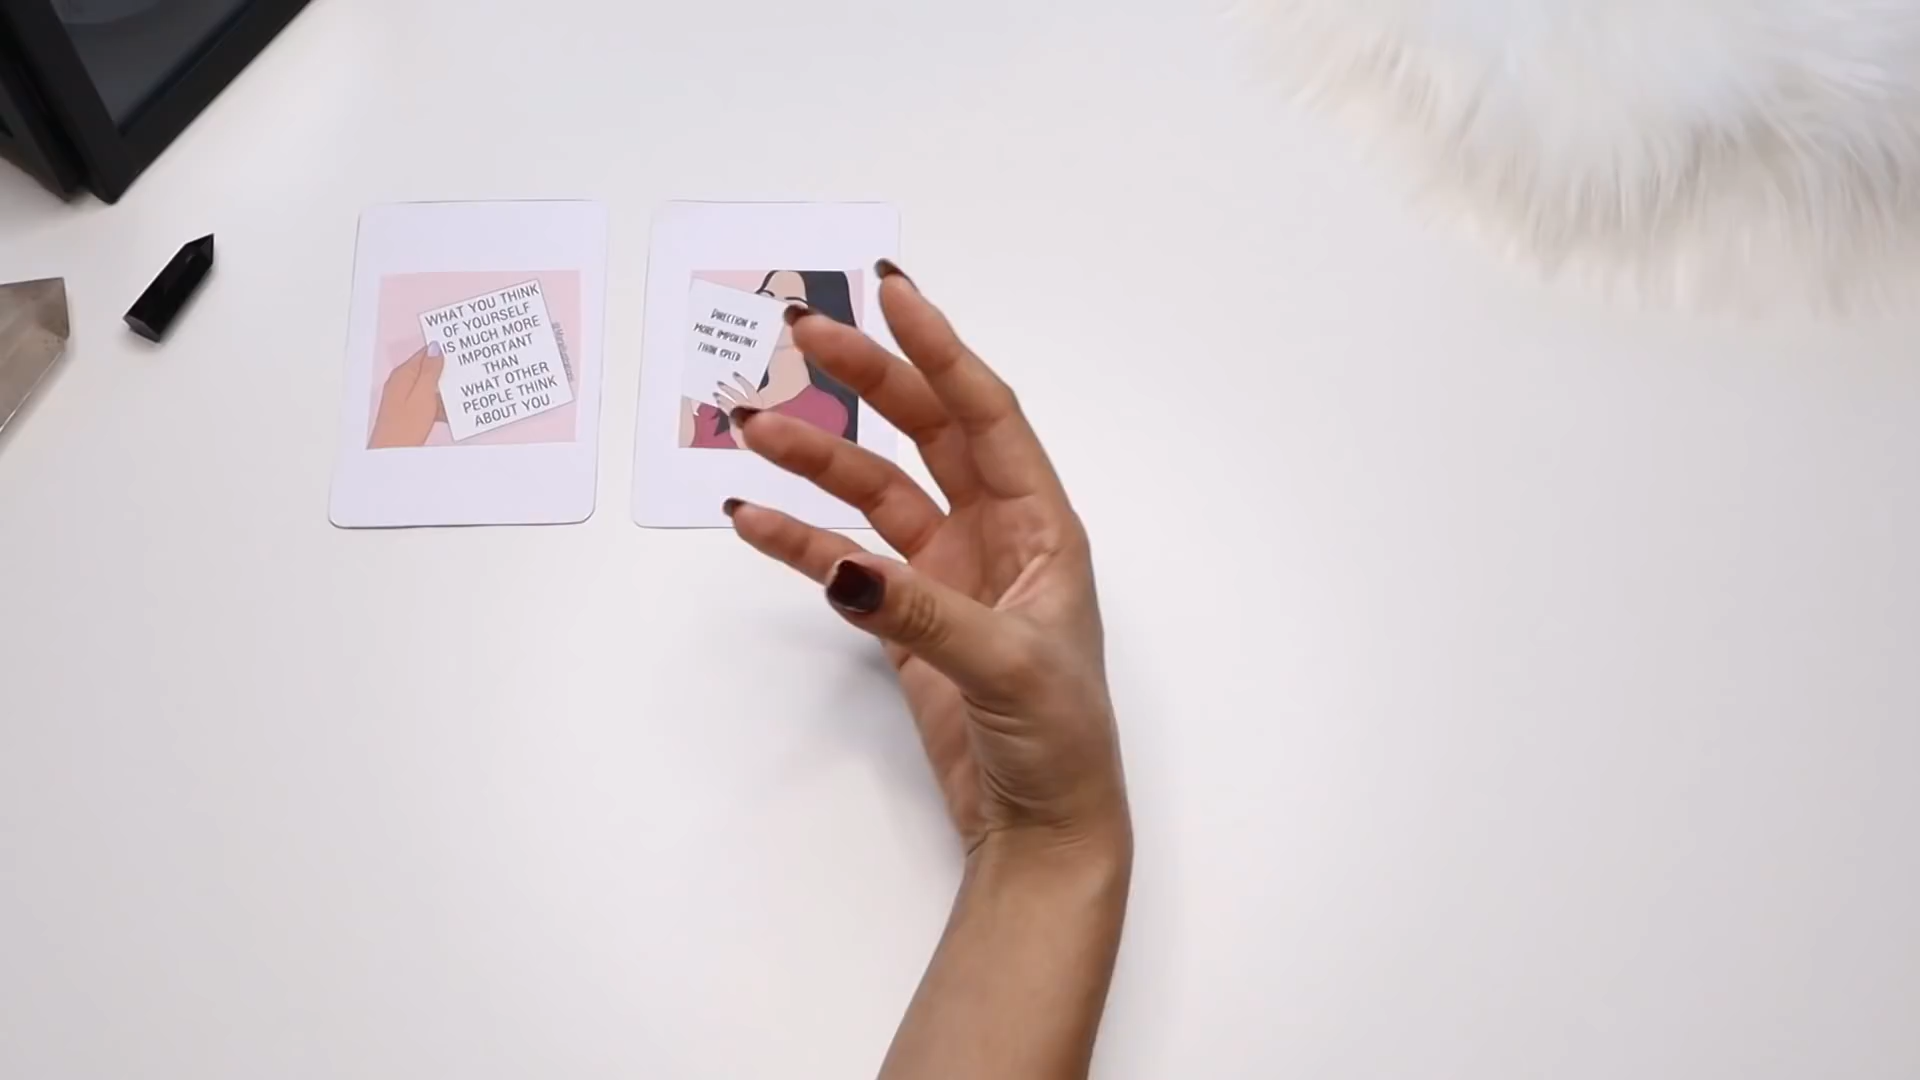 WHAT YOU THINK
OF YOURSELF
IS MUCH MORE
IMPORTANT
THAN
WHAT OTHER
PEOPLE THINK
ABOUT YOU.
DIRECTION IS
MORE IMPORTANT
THAN SPEED